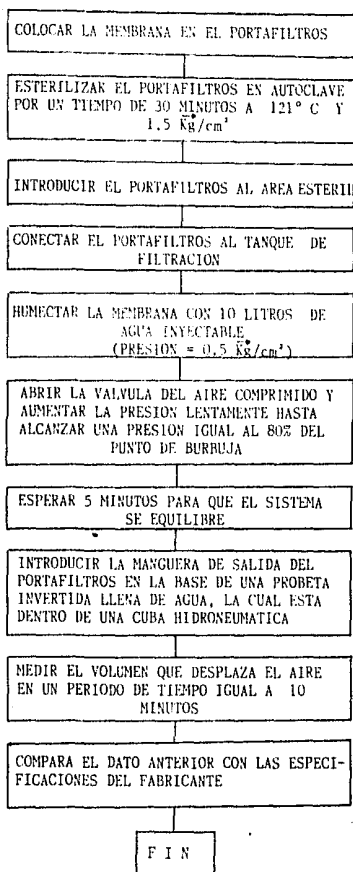 COLOCAR LA MEMBRANA EN EL PORTAFILTROS
ESTERILIZAR EL PORTAFILTROS EN AUTOCLAVE
POR UN TIEMPO DE 30 MINUTOS A 121° C Y
1.5 Kg/cm²
INTRODUCIR EL PORTAFILTROS AL AREA ESTERIL
CONECTAR EL PORTAFILTROS AL TANQUE DE
FILTRACION
HUMECTAR LA MEMBRANA CON 10 LITROS DE
AGUA INYECTABLE
(PRESION = 0.5 Kg/cm²)
ABRIR LA VALVULA DEL AIRE COMPRIMIDO Y
AUMENTAR LA PRESION LENTAMENTE HASTA
ALCANZAR UNA PRESION IGUAL AL 80% DEL
PUNTO DE BURBUJA
ESPERAR 5 MINUTOS PARA QUE EL SISTEMA
SE EQUILIBRE
INTRODUCIR LA MANGUERA DE SALIDA DEL
PORTAFILTROS EN LA BASE DE UNA PROBETA
INVERTIDA LLENA DE AGUA, LA CUAL ESTA
DENTRO DE UNA CUBA HIDRONEUMATICA
MEDIR EL VOLUMEN QUE DESPLAZA EL AIRE
EN UN PERIODO DE TIEMPO IGUAL A 10
MINUTOS
COMPARA EL DATO ANTERIOR CON LAS ESPECI-
FICACIONES DEL FABRICANTE
F I N